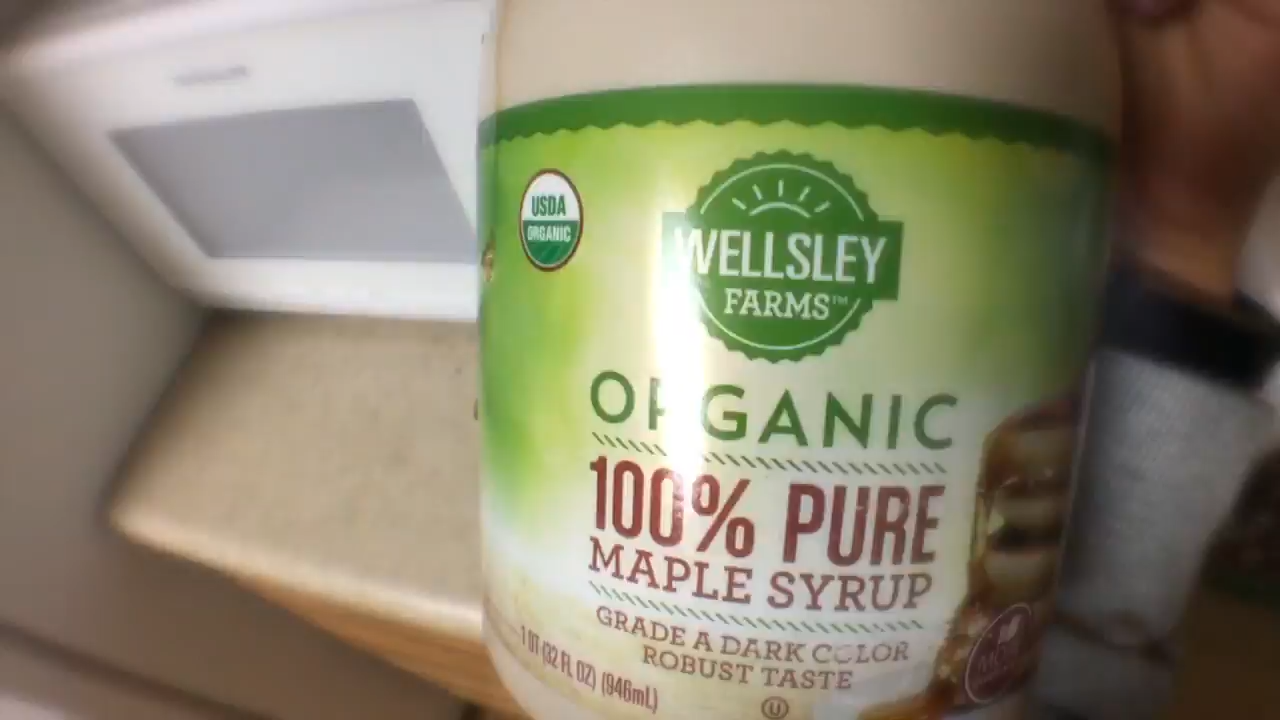 USDA
ORGANIC
WELLSLEY
FARMS™
ORGANIC
100% PURE
MAPLE SYRUP
GRADE A DARK COLOR
ROBUST TASTE
1 QT (32 FL OZ) (946mL)
U